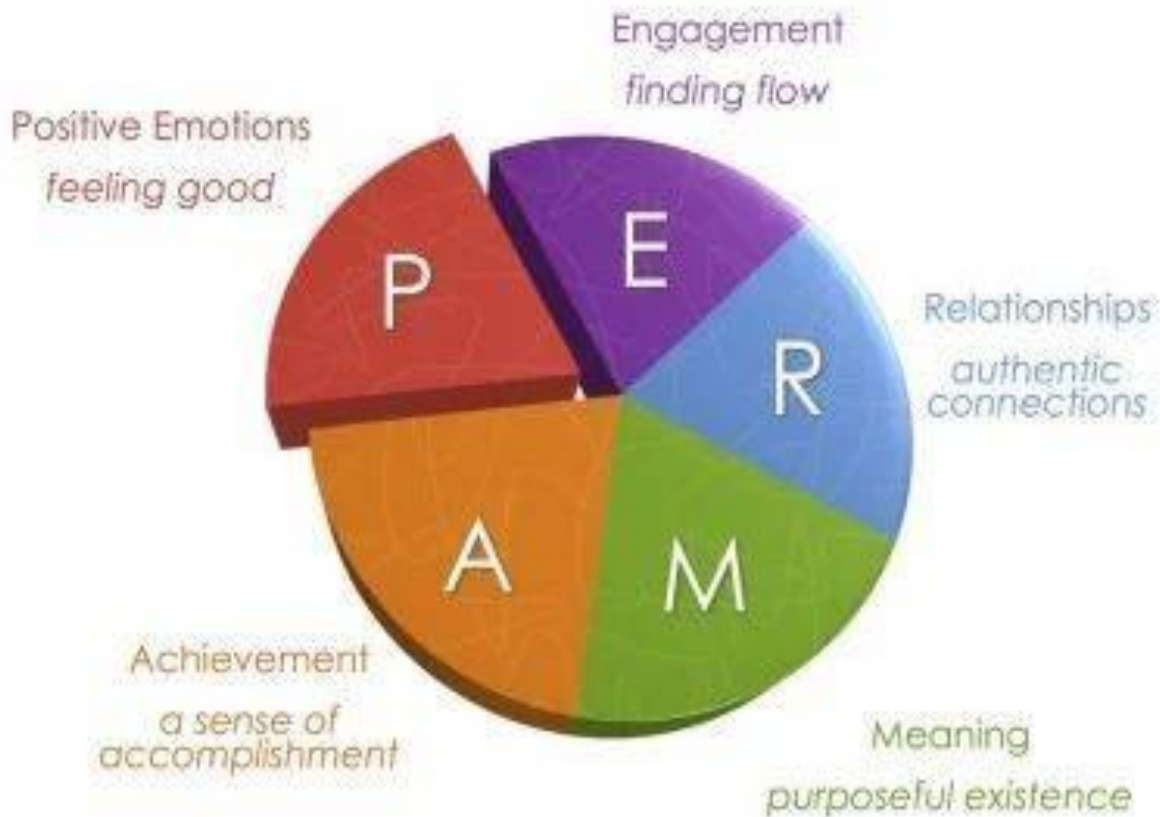 Engagement
finding flow
Positive Emotions
feeling good
P
E
Relationships
authentic
connections
R
A
M
Achievement
a sense of
accomplishment
Meaning
purposeful existence